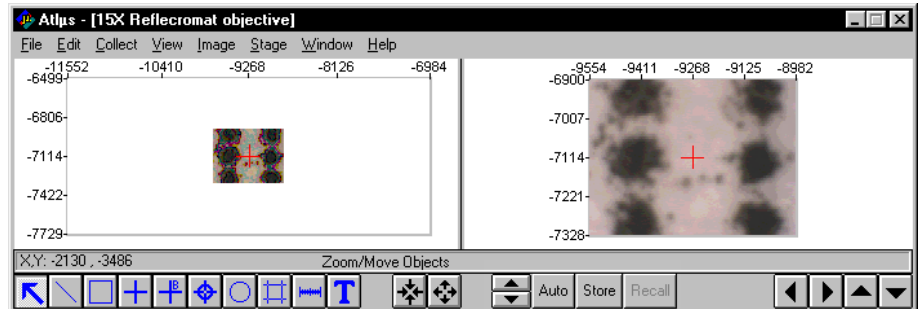 Atlµs - [15X Reflecromat objective]
File Edit Collect View Image Stage Window Help
-11552 -10410 -9268 -8126 -6984
-6499
-6806
-7114
-7422
-7729
-9554 -9411 -9268 -9125 -8982
-6900
-7007
-7114
-7221
-7328
X,Y: -2130 , -3486 Zoom/Move Objects
B T Auto Store Recall